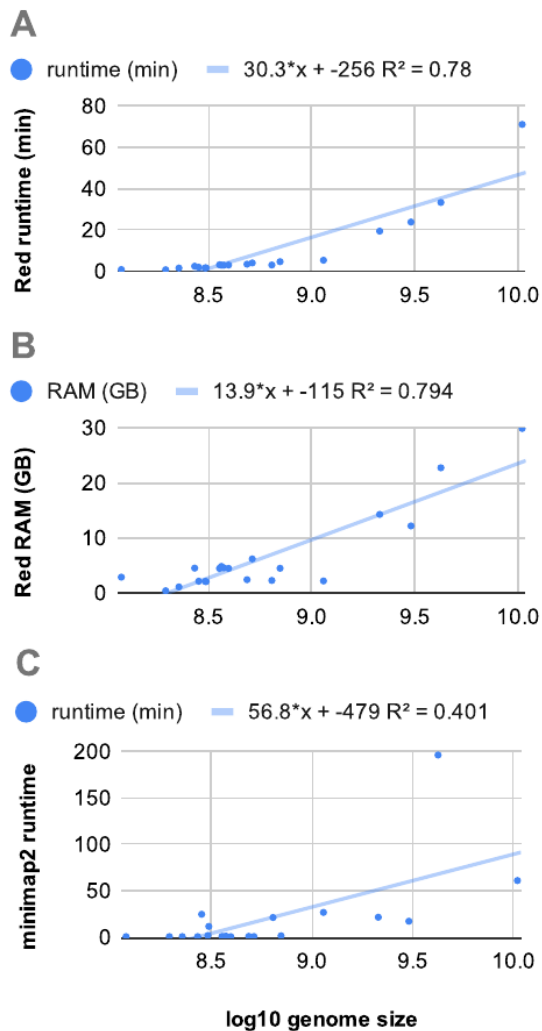 A
runtime (min) 30.3*x + -256 R² = 0.78
Red runtime (min)
80
60
40
20
0
8.5 9.0 9.5 10.0
B
RAM (GB) 13.9*x + -115 R² = 0.794
Red RAM (GB)
30
20
10
0
8.5 9.0 9.5 10.0
C
runtime (min) 56.8*x + -479 R² = 0.401
minimap2 runtime
200
150
100
50
0
8.5 9.0 9.5 10.0
log10 genome size